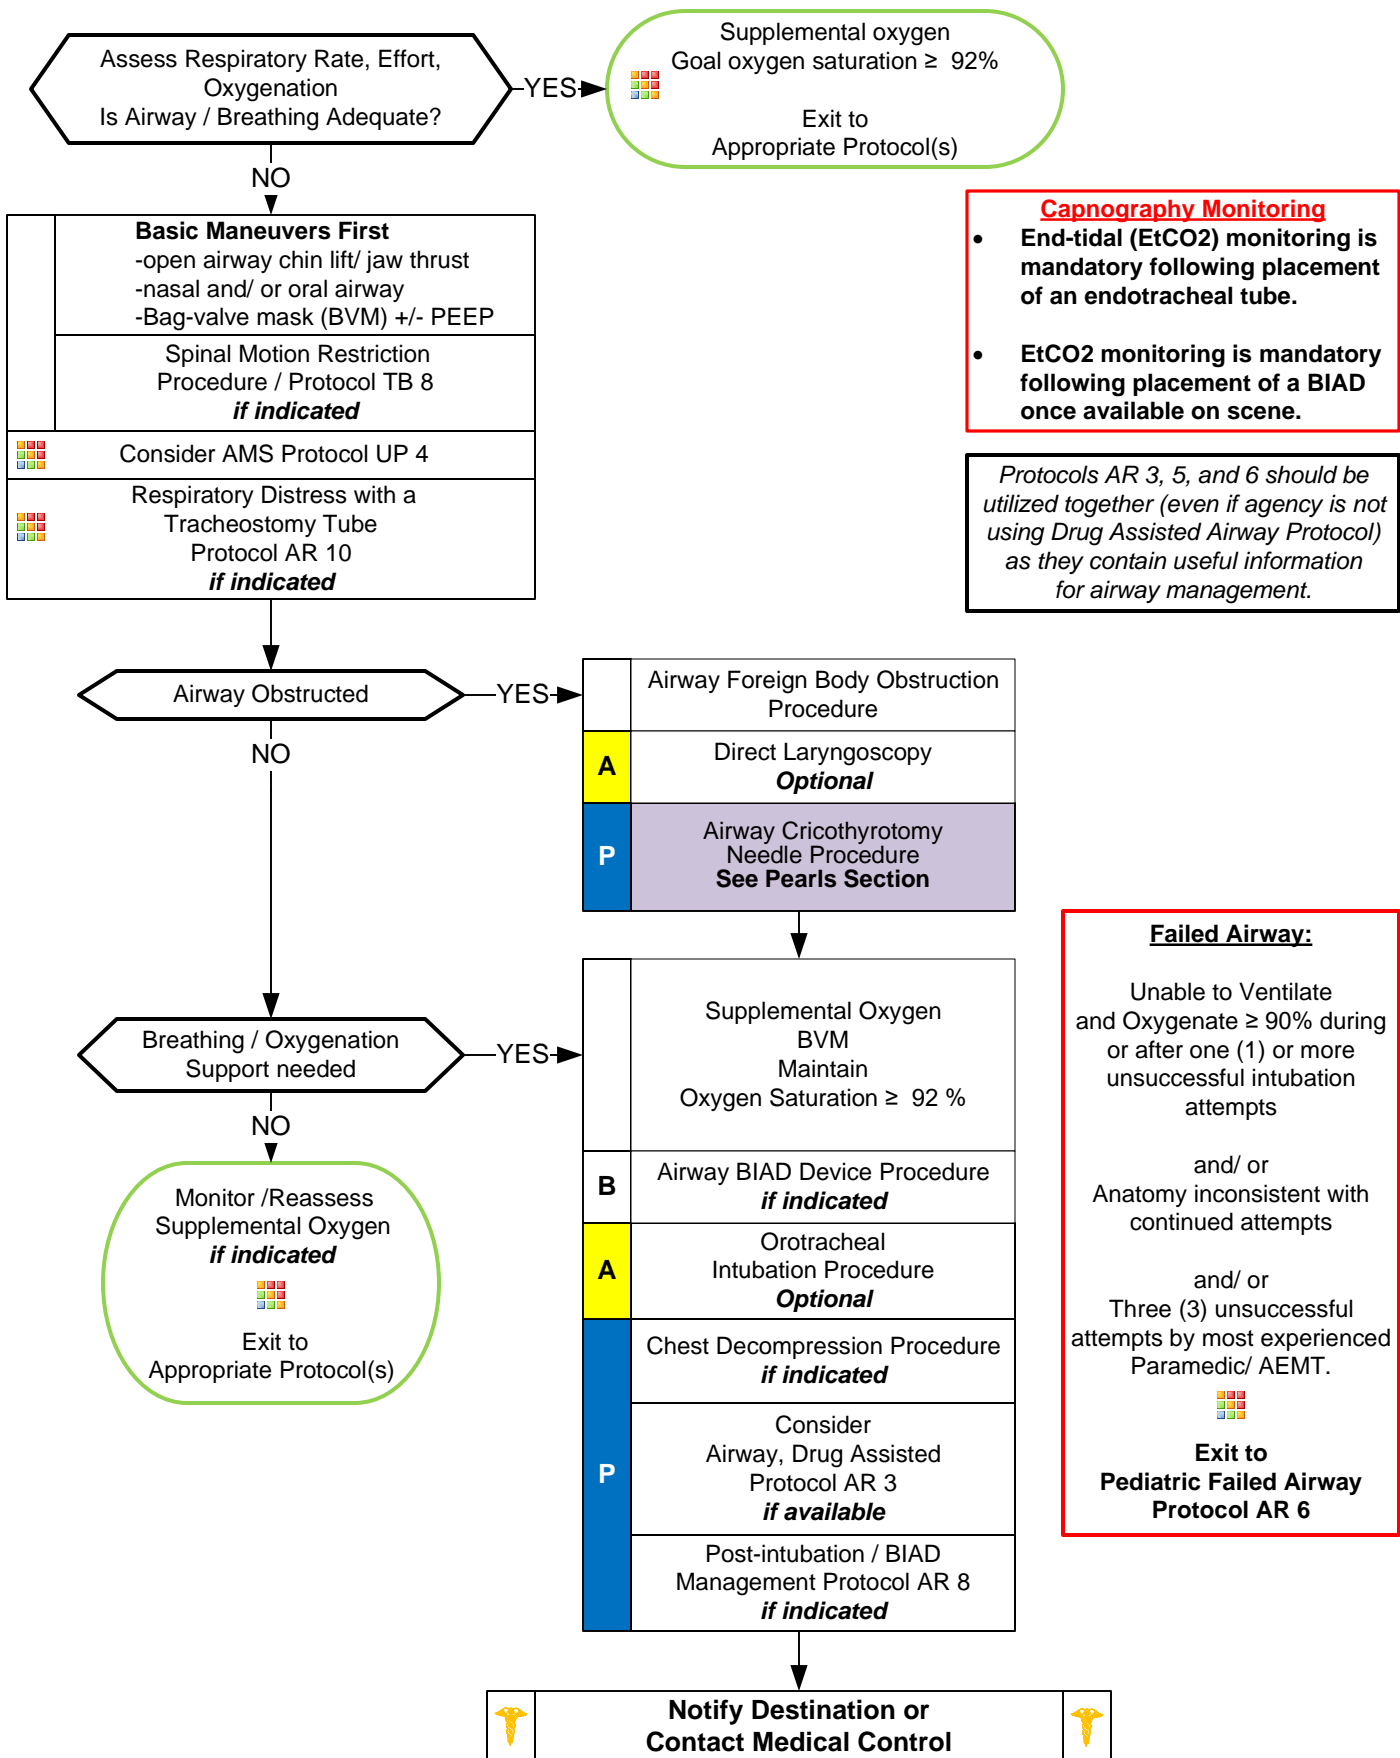 Assess Respiratory Rate, Effort,
Oxygenation
Is Airway / Breathing Adequate?
YES
Supplemental oxygen
Goal oxygen saturation ≥ 92%
Exit to
Appropriate Protocol(s)
NO
Basic Maneuvers First
-open airway chin lift/ jaw thrust
-nasal and/ or oral airway
-Bag-valve mask (BVM) +/- PEEP
Spinal Motion Restriction
Procedure / Protocol TB 8
if indicated
Consider AMS Protocol UP 4
Respiratory Distress with a
Tracheostomy Tube
Protocol AR 10
if indicated
Capnography Monitoring
• End-tidal (EtCO2) monitoring is
mandatory following placement
of an endotracheal tube.
• EtCO2 monitoring is mandatory
following placement of a BIAD
once available on scene.
Protocols AR 3, 5, and 6 should be
utilized together (even if agency is not
using Drug Assisted Airway Protocol)
as they contain useful information
for airway management.
Airway Obstructed
YES
NO
Airway Foreign Body Obstruction
Procedure
A
Direct Laryngoscopy
Optional
P
Airway Cricothyrotomy
Needle Procedure
See Pearls Section
Breathing / Oxygenation
Support needed
YES
NO
Supplemental Oxygen
BVM
Maintain
Oxygen Saturation ≥ 92 %
B
Airway BIAD Device Procedure
if indicated
A
Orotracheal
Intubation Procedure
Optional
P
Chest Decompression Procedure
if indicated
Consider
Airway, Drug Assisted
Protocol AR 3
if available
Post-intubation / BIAD
Management Protocol AR 8
if indicated
Monitor /Reassess
Supplemental Oxygen
if indicated
Exit to
Appropriate Protocol(s)
Failed Airway:
Unable to Ventilate
and Oxygenate ≥ 90% during
or after one (1) or more
unsuccessful intubation
attempts
and/ or
Anatomy inconsistent with
continued attempts
and/ or
Three (3) unsuccessful
attempts by most experienced
Paramedic/ AEMT.
Exit to
Pediatric Failed Airway
Protocol AR 6
Notify Destination or
Contact Medical Control